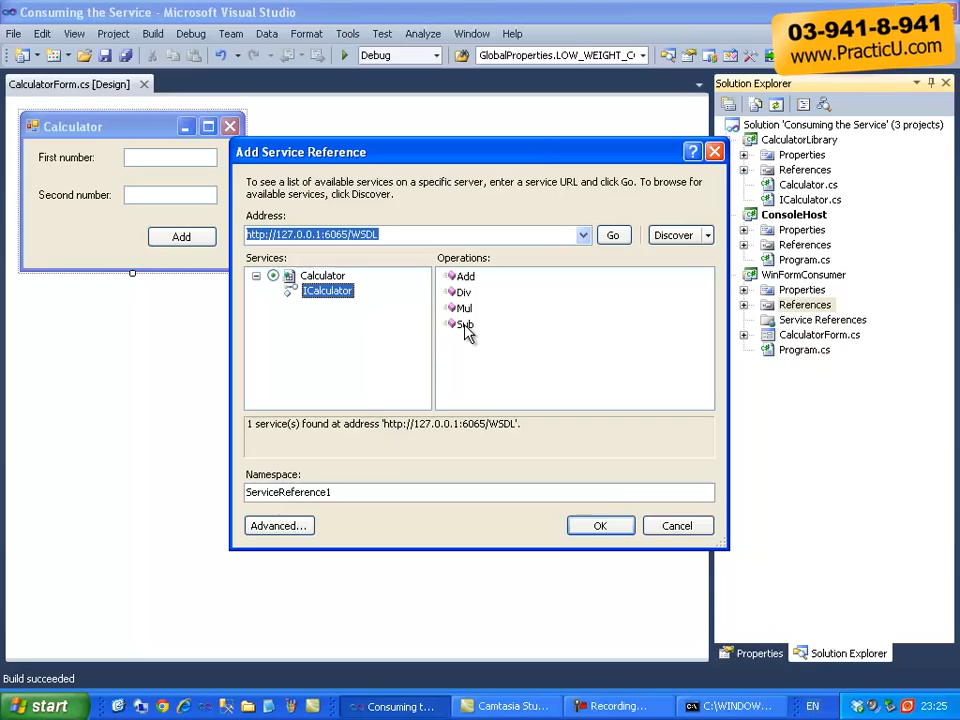 Consuming the Service - Microsoft Visual Studio
03-941-8-941
www.PracticU.com
File Edit View Project Build Debug Team Data Format Tools Test Analyze Window Help
Debug
GlobalProperties.LOW_WEIGHT_C
CalculatorForm.cs [Design]
Solution Explorer
Calculator
First number:
Second number:
Add
Add Service Reference
To see a list of available services on a specific server, enter a service URL and click Go. To browse for
available services, click Discover.
Address:
http://127.0.0.1:6065/WSDL
Go
Discover
Services:
Operations:
Calculator
ICalculator
Add
Div
Mul
Sub
1 service(s) found at address 'http://127.0.0.1:6065/WSDL'.
Namespace:
ServiceReference1
Advanced...
OK
Cancel
Solution 'Consuming the Service' (3 projects)
CalculatorLibrary
Properties
References
Calculator.cs
ICalculator.cs
ConsoleHost
Properties
References
Program.cs
WinFormConsumer
Properties
References
Service References
CalculatorForm.cs
Program.cs
Properties
Solution Explorer
Build succeeded
start
Consuming t...
Camtasia Stu...
Recording...
C:\WINDOW...
EN
23:25